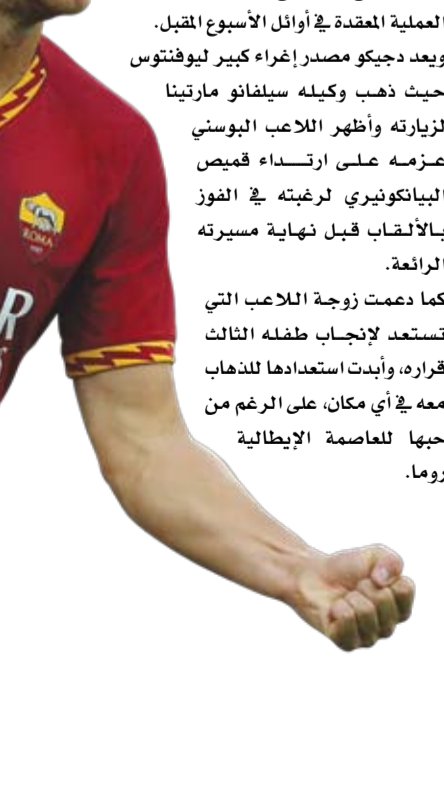 العملية المعقدة في أوائل الأسبوع المقبل.
ويعد دجيكو مصدر إغراء كبير ليوفنتوس
حيث ذهب وكيله سيلفانو مارتينا
لزيارته وأظهر اللاعب البوسني
عزمه على ارتداء قميص
البيانكونيري لرغبته في الفوز
بالألقاب قبل نهاية مسيرته
الرائعة.
كما دعمت زوجة اللاعب التي
تستعد لإنجاب طفله الثالث
قراره، وأبدت استعدادها للذهاب
معه في أي مكان، على الرغم من
حبها للعاصمة الإيطالية
روما.
ROMA
R